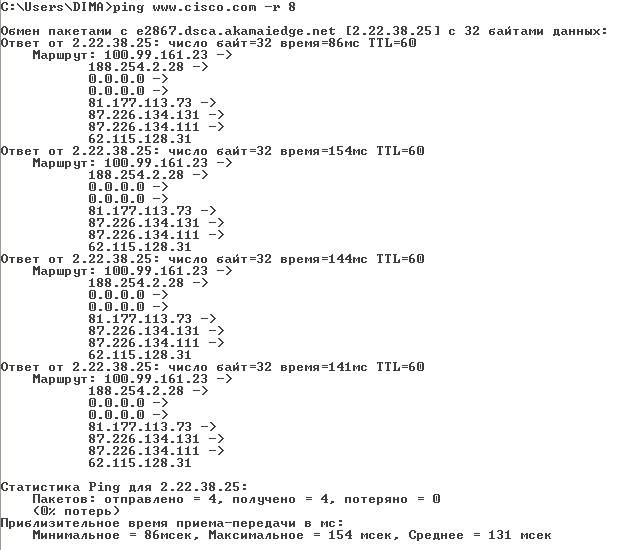 C:\Users\DIMA>ping www.cisco.com -r 8
Обмен пакетами с e2867.dsca.akamaiedge.net [2.22.38.25] с 32 байтами данных:
Ответ от 2.22.38.25: число байт=32 время=86мс TTL=60
Маршрут: 100.99.161.23 ->
188.254.2.28 ->
0.0.0.0 ->
0.0.0.0 ->
81.177.113.73 ->
87.226.134.131 ->
87.226.134.111 ->
62.115.128.31
Ответ от 2.22.38.25: число байт=32 время=154мс TTL=60
Маршрут: 100.99.161.23 ->
188.254.2.28 ->
0.0.0.0 ->
0.0.0.0 ->
81.177.113.73 ->
87.226.134.131 ->
87.226.134.111 ->
62.115.128.31
Ответ от 2.22.38.25: число байт=32 время=144мс TTL=60
Маршрут: 100.99.161.23 ->
188.254.2.28 ->
0.0.0.0 ->
0.0.0.0 ->
81.177.113.73 ->
87.226.134.131 ->
87.226.134.111 ->
62.115.128.31
Ответ от 2.22.38.25: число байт=32 время=141мс TTL=60
Маршрут: 100.99.161.23 ->
188.254.2.28 ->
0.0.0.0 ->
0.0.0.0 ->
81.177.113.73 ->
87.226.134.131 ->
87.226.134.111 ->
62.115.128.31
Статистика Ping для 2.22.38.25:
Пакетов: отправлено = 4, получено = 4, потеряно = 0
(0% потерь)
Приблизительное время приема-передачи в мс:
Минимальное = 86мсек, Максимальное = 154 мсек, Среднее = 131 мсек